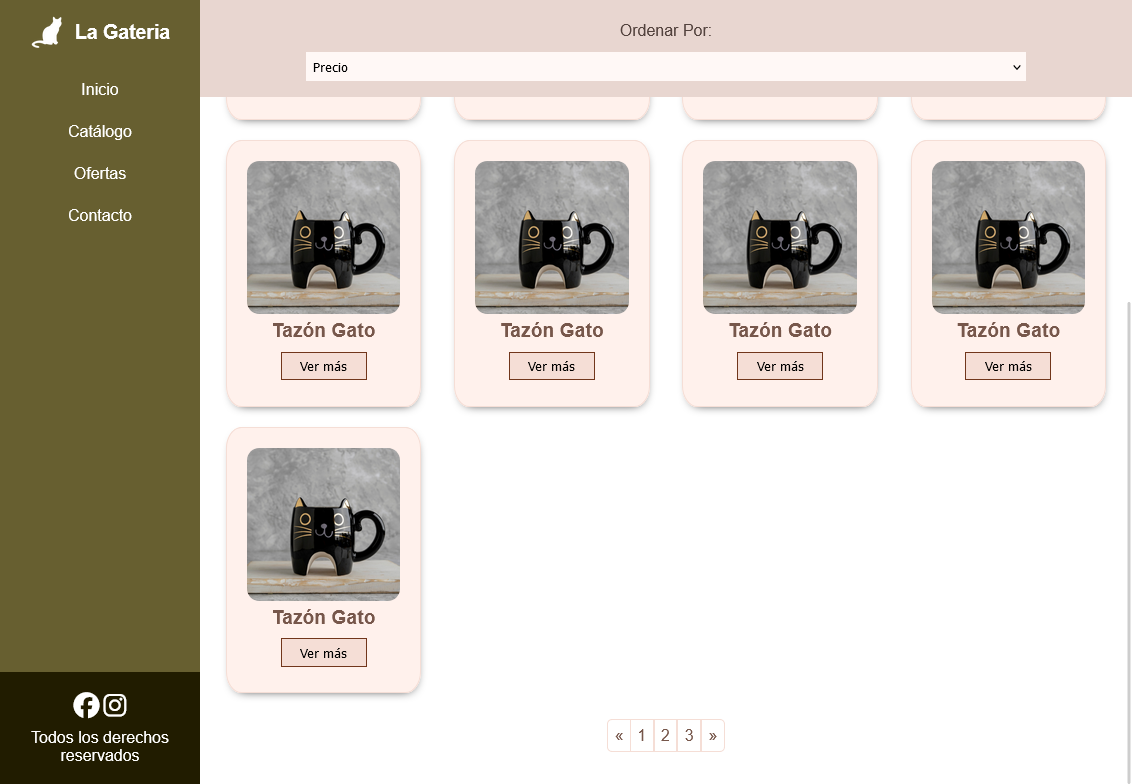 La Gateria
Inicio
Catálogo
Ofertas
Contacto
Todos los derechos
reservados
Ordenar Por:
Precio
Tazón Gato
Ver más
Tazón Gato
Ver más
Tazón Gato
Ver más
Tazón Gato
Ver más
Tazón Gato
Ver más
« 1 2 3 »